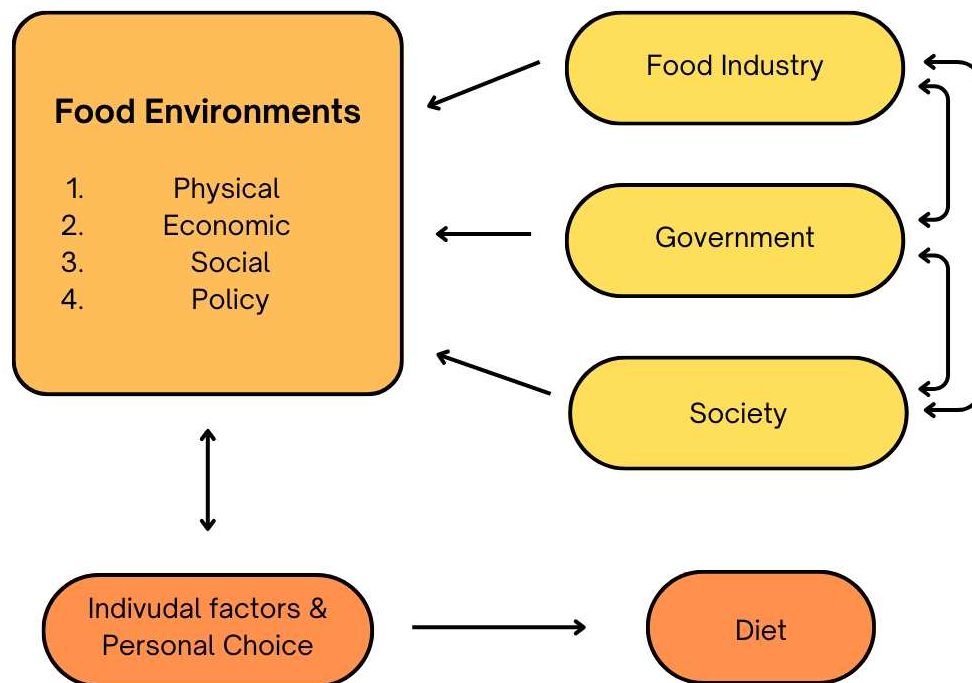 Food Environments
1. Physical
2. Economic
3. Social
4. Policy
Food Industry
Government
Society
Indivudal factors &
Personal Choice
Diet